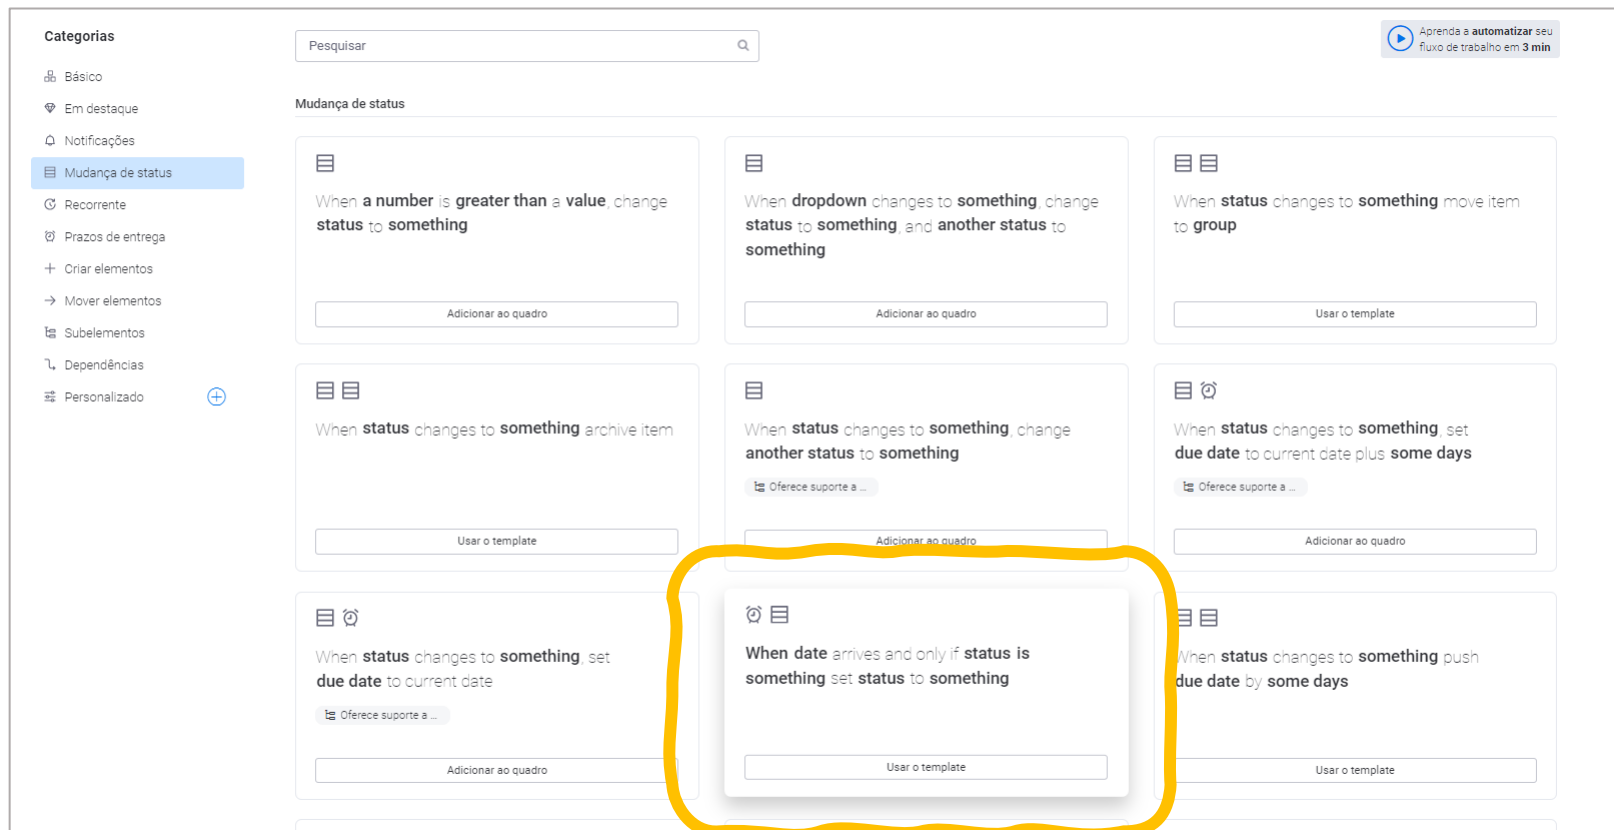 Categorias
Básico
Em destaque
Notificações
Mudança de status
Recorrente
Prazos de entrega
Criar elementos
Mover elementos
Subelementos
Dependências
Personalizado
Pesquisar
Aprenda a automatizar seu
fluxo de trabalho em 3 min
Mudança de status
When a number is greater than a value, change
status to something
Adicionar ao quadro
When dropdown changes to something, change
status to something, and another status to
something
Adicionar ao quadro
When status changes to something move item
to group
Usar o template
When status changes to something archive item
Usar o template
When status changes to something, change
another status to something
Oferece suporte a ...
Adicionar ao quadro
When status changes to something, set
due date to current date plus some days
Oferece suporte a ...
Adicionar ao quadro
When status changes to something, set
due date to current date
Oferece suporte a ...
Adicionar ao quadro
When date arrives and only if status is
something set status to something
Usar o template
When status changes to something push
due date by some days
Usar o template